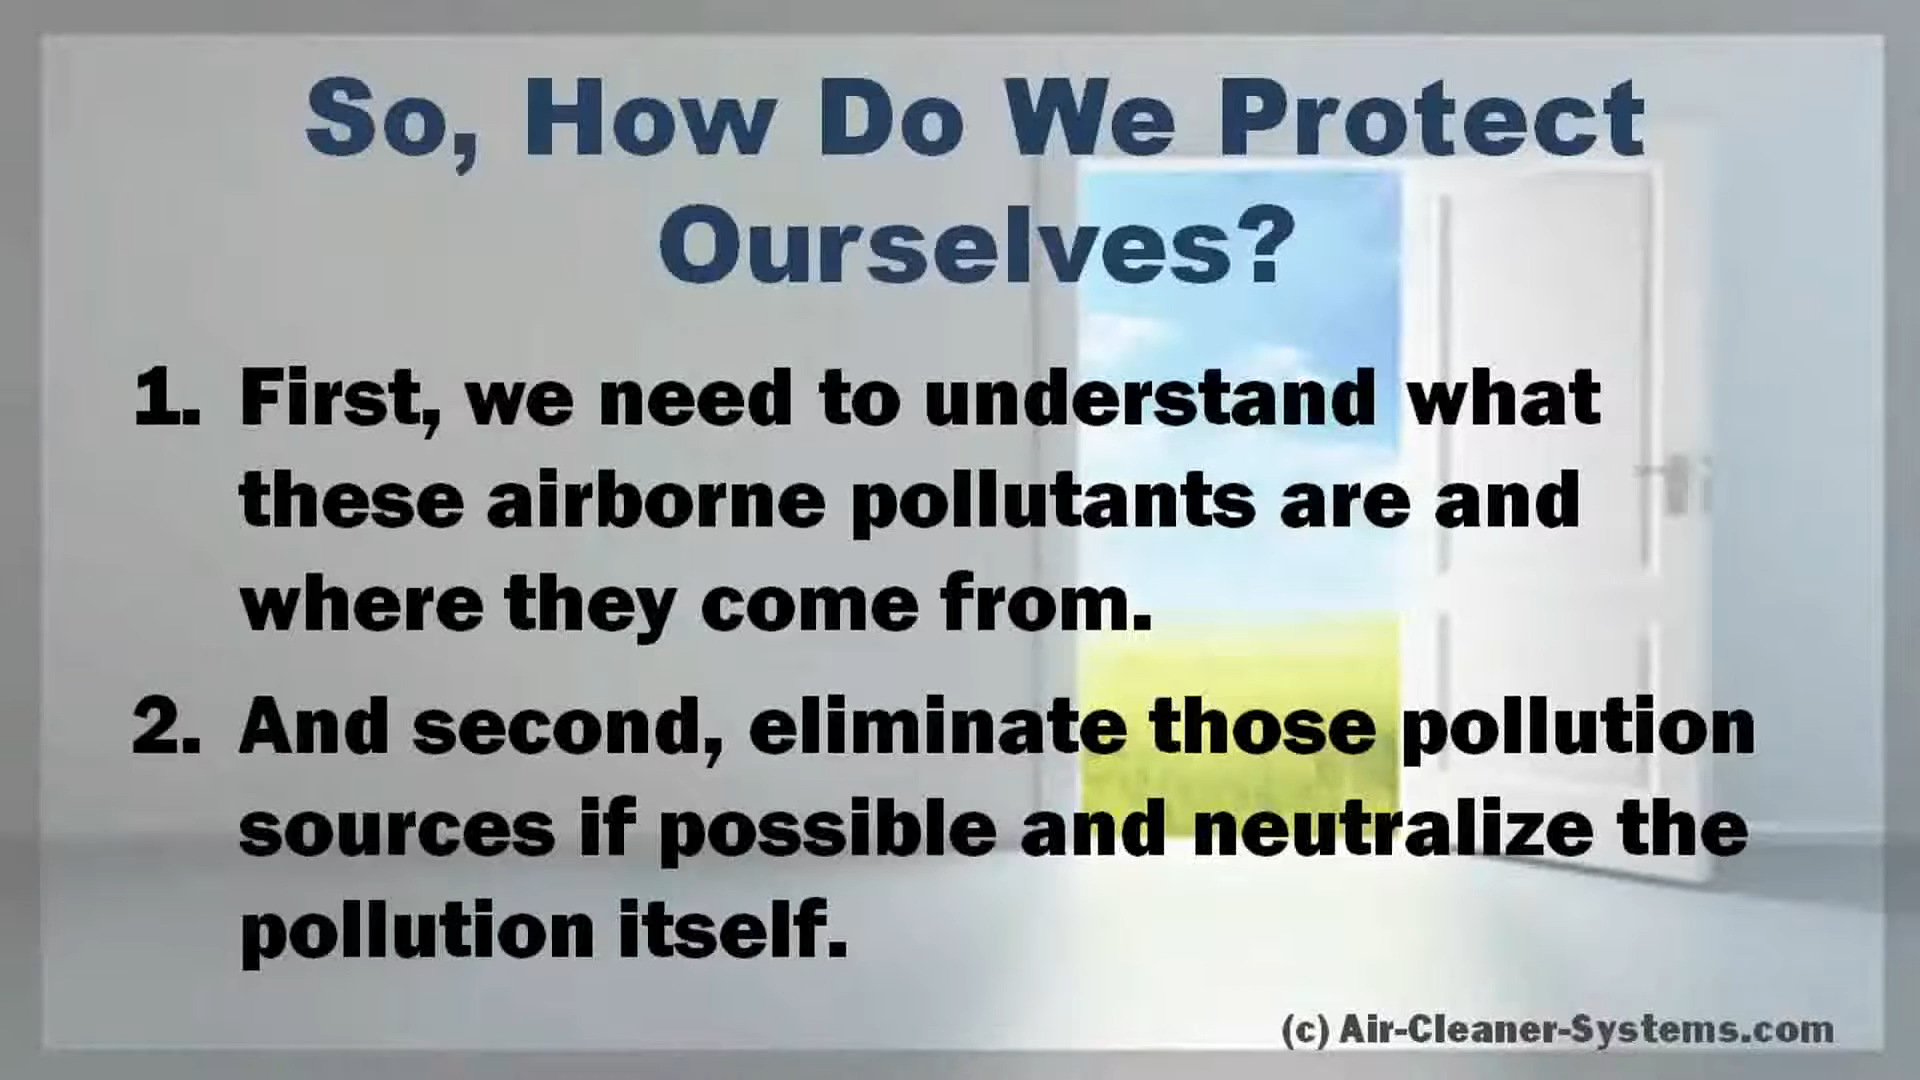 So, How Do We Protect
Ourselves?
1. First, we need to understand what
these airborne pollutants are and
where they come from.
2. And second, eliminate those pollution
sources if possible and neutralize the
pollution itself.
(c) Air-Cleaner-Systems.com